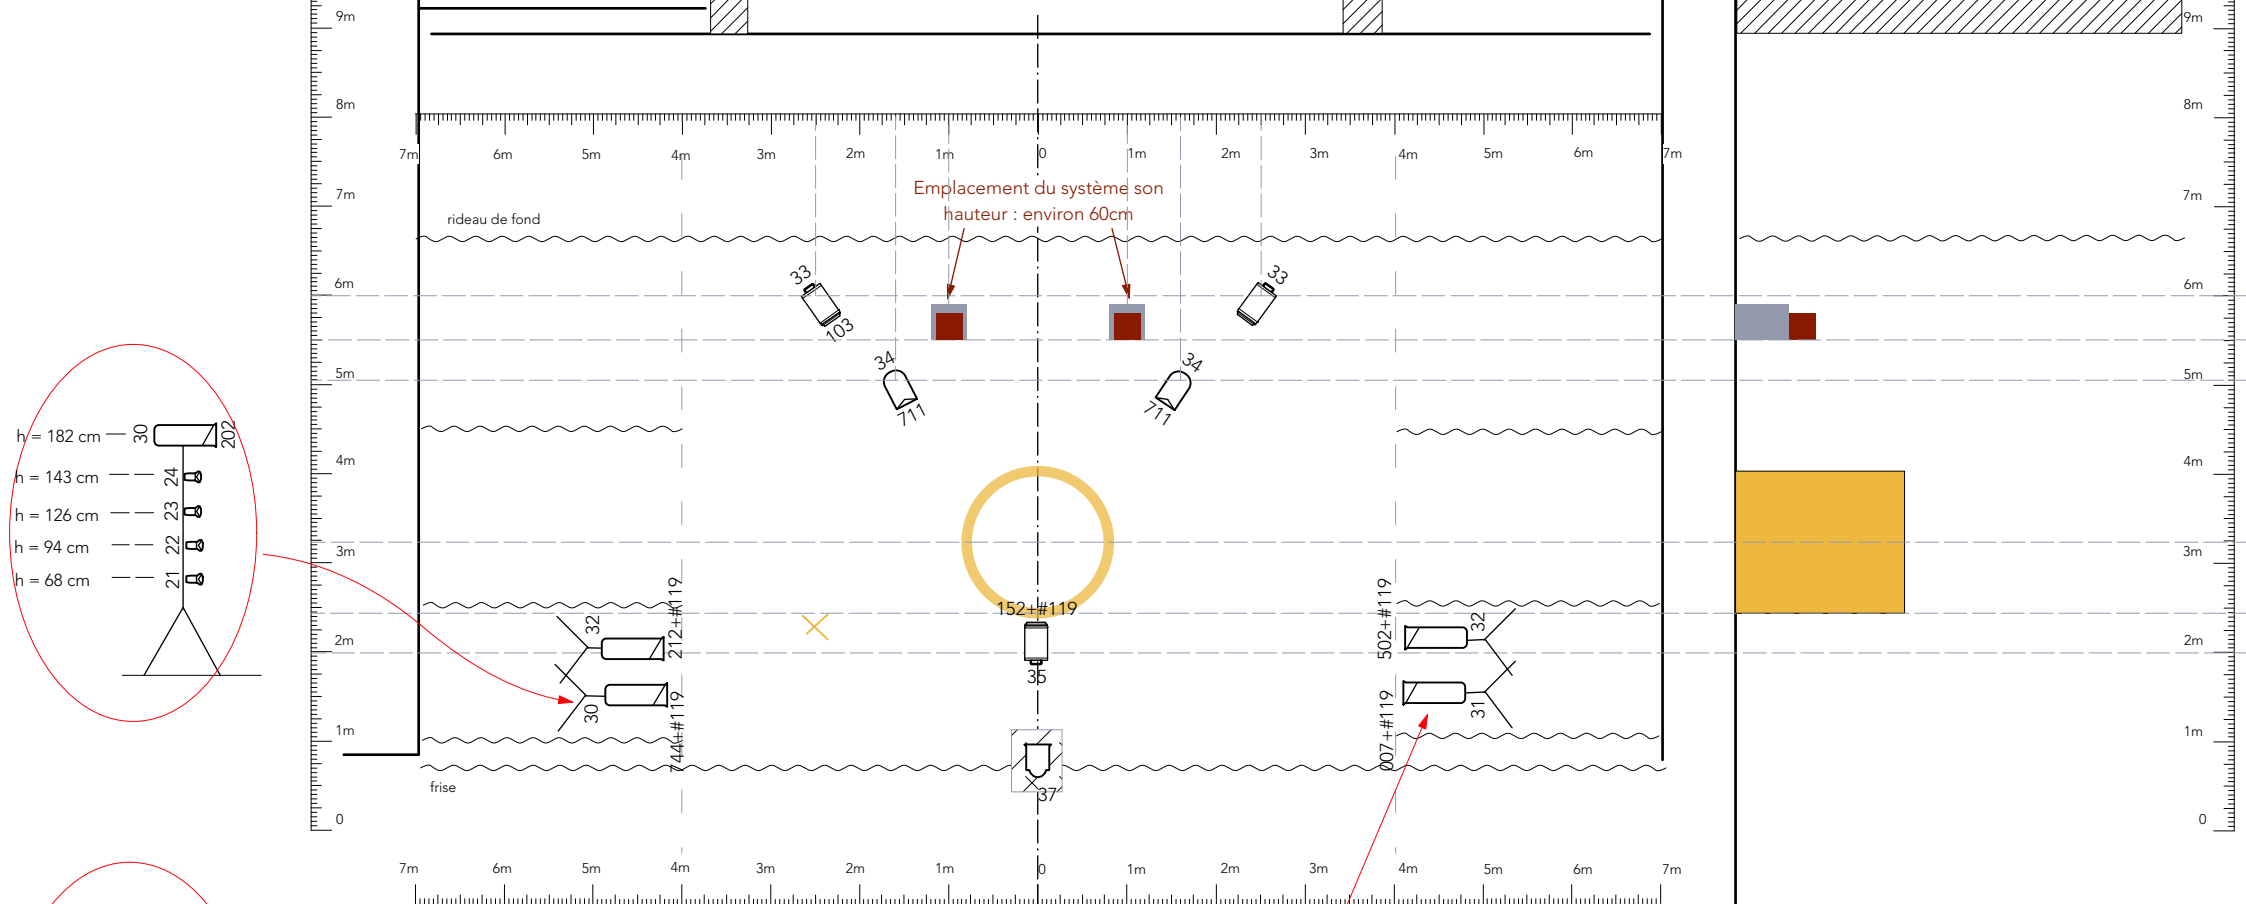 9m
9m
8m
8m
7m 6m 5m 4m 3m 2m 1m 0 1m 2m 3m 4m 5m 6m 7m
Emplacement du système son
hauteur : environ 60cm
7m
7m
rideau de fond
33
33
6m
6m
103
34
34
5m
5m
711
711
h = 182 cm
30
202
h = 143 cm
24
h = 126 cm
23
h = 94 cm
22
h = 68 cm
21
4m
4m
3m
3m
152+#119
32
212+#119
502+#119
32
2m
2m
35
30
744+#119
007+#119
31
1m
1m
frise
37
0
0
7m 6m 5m 4m 3m 2m 1m 0 1m 2m 3m 4m 5m 6m 7m